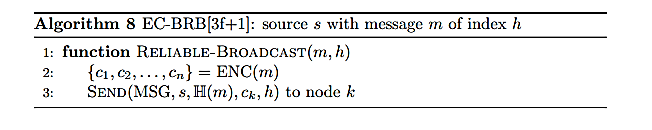 Algorithm 8 EC-BRB[3f+1]: source s with message m of index h
1: function RELIABLE-BROADCAST(m, h)
2: {c₁, c₂, . . . , cₙ} = ENC(m)
3: SEND(MSG, s, ℍ(m), cₖ, h) to node k